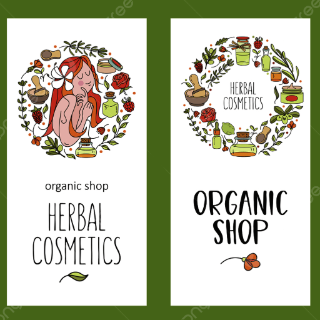 organic shop
HERBAL
COSMETICS
HERBAL
COSMETICS
ORGANIC
SHOP